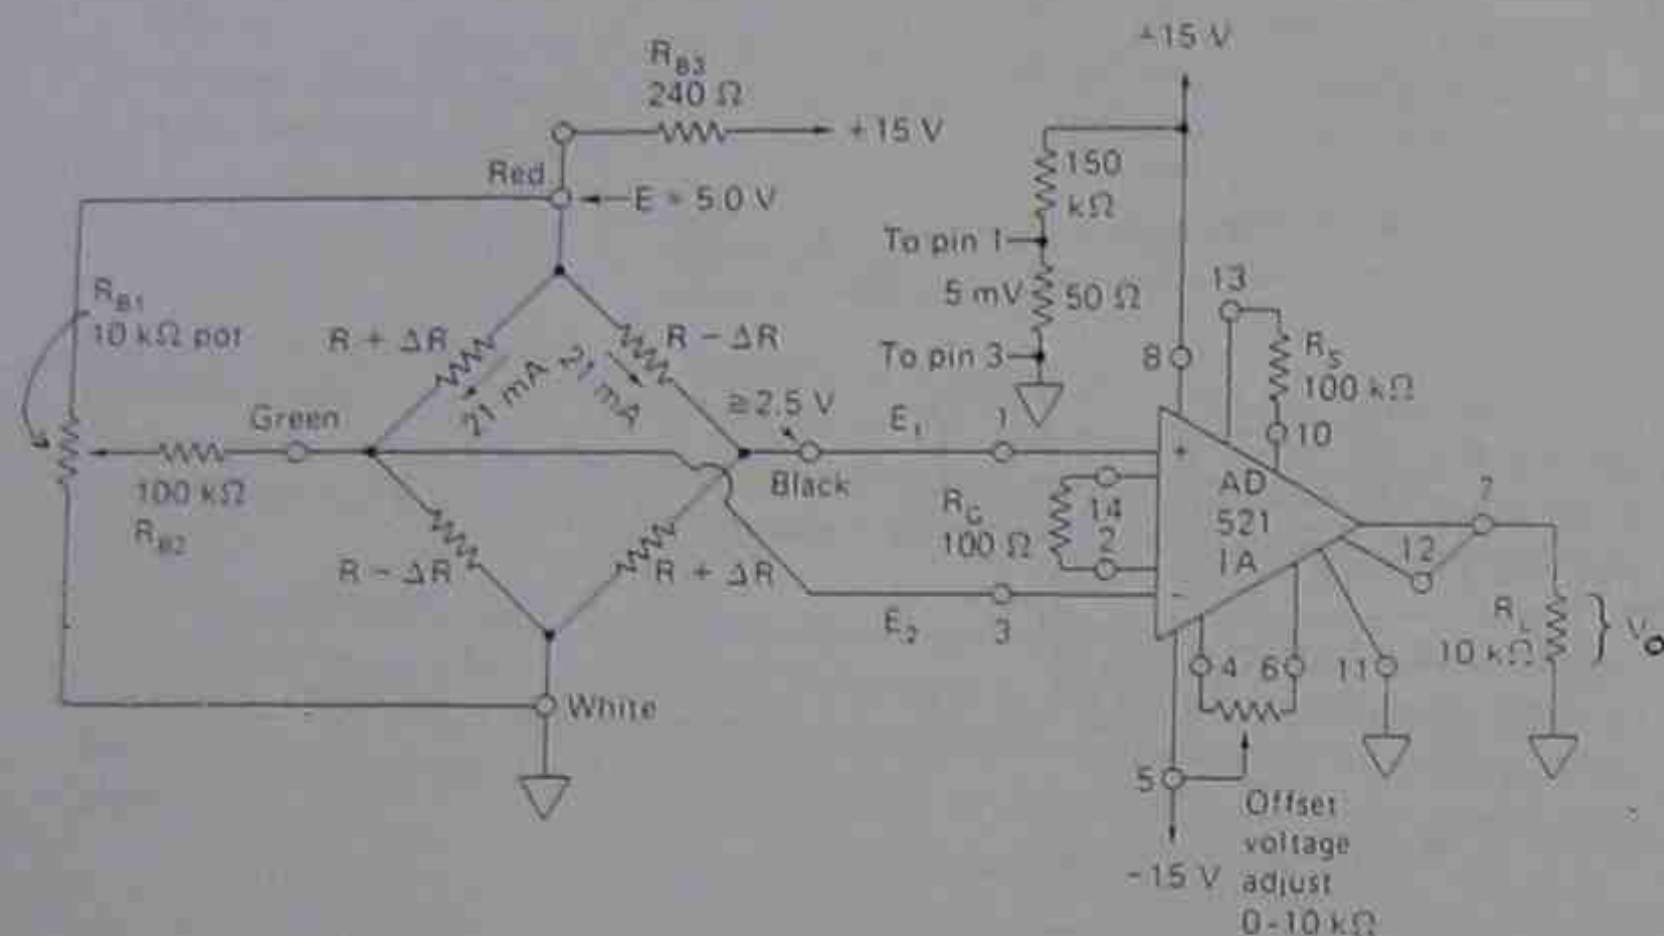 R_B3
240 Ω
+15 V
Red
E = 5.0 V
R_B1
10 kΩ pot
R + ΔR
R − ΔR
21 mA
21 mA
Green
100 kΩ
R_B2
≅2.5 V
Black
R − ΔR
R + ΔR
White
+15 V
150
kΩ
To pin 1
5 mV
50 Ω
To pin 3
8
13
R_S
100 kΩ
10
E_1
1
+
R_G
100 Ω
14
2
AD
521
IA
E_2
3
−
7
12
R_L
10 kΩ
V_o
4
6
11
5
−15 V
Offset
voltage
adjust
0-10 kΩ